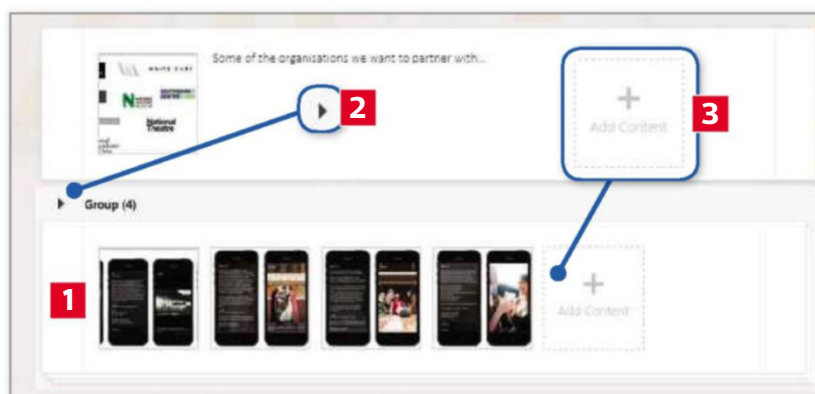 Some of the organisations we want to partner with...
WHITE CUBE
National
Theatre
2
Add Content
3
Group (4)
1
Add Content